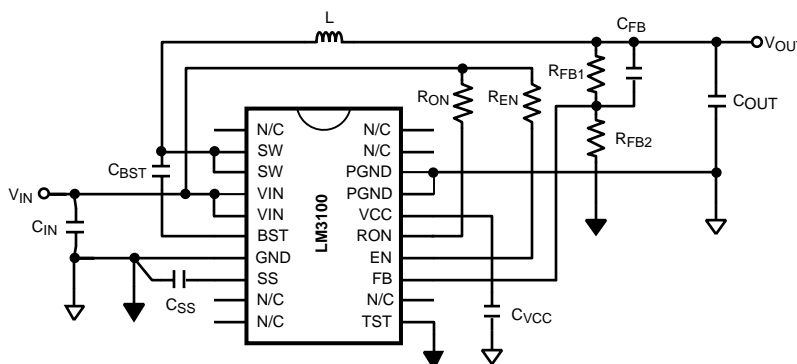 L
CFB
VOUT
RFB1
RON
REN
COUT
RFB2
N/C
SW
SW
VIN
VIN
BST
GND
SS
N/C
N/C
LM3100
N/C
N/C
PGND
PGND
VCC
RON
EN
FB
N/C
TST
CBST
VIN
CIN
CSS
CVCC